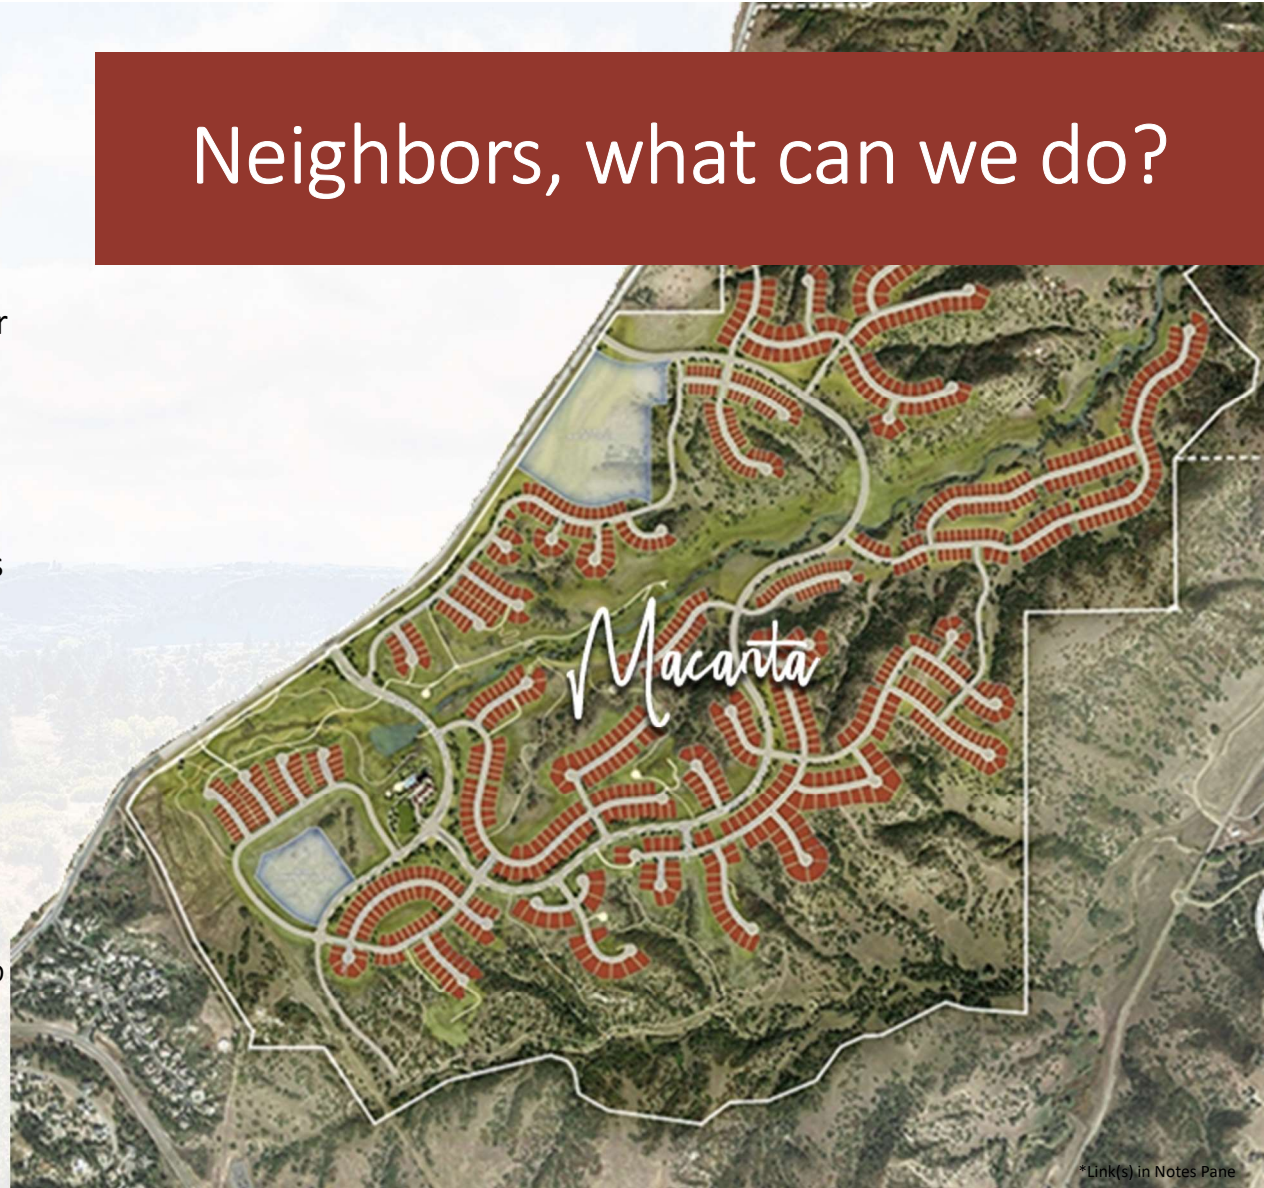 Neighbors, what can we do?
r
s
Macanta
*Link(s) in Notes Pane